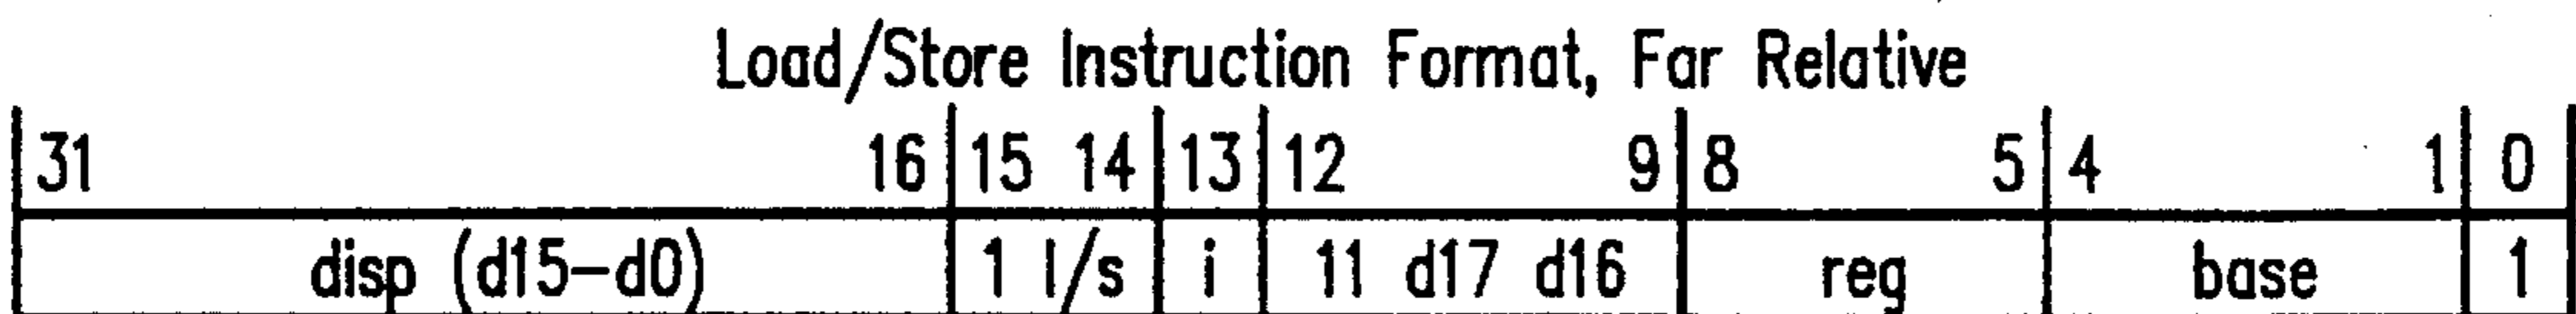 Load/Store Instruction Format, Far Relative
31 16 15 14 13 12 9 8 5 4 1 0
disp (d15-d0) 1 l/s i 11 d17 d16 reg base 1